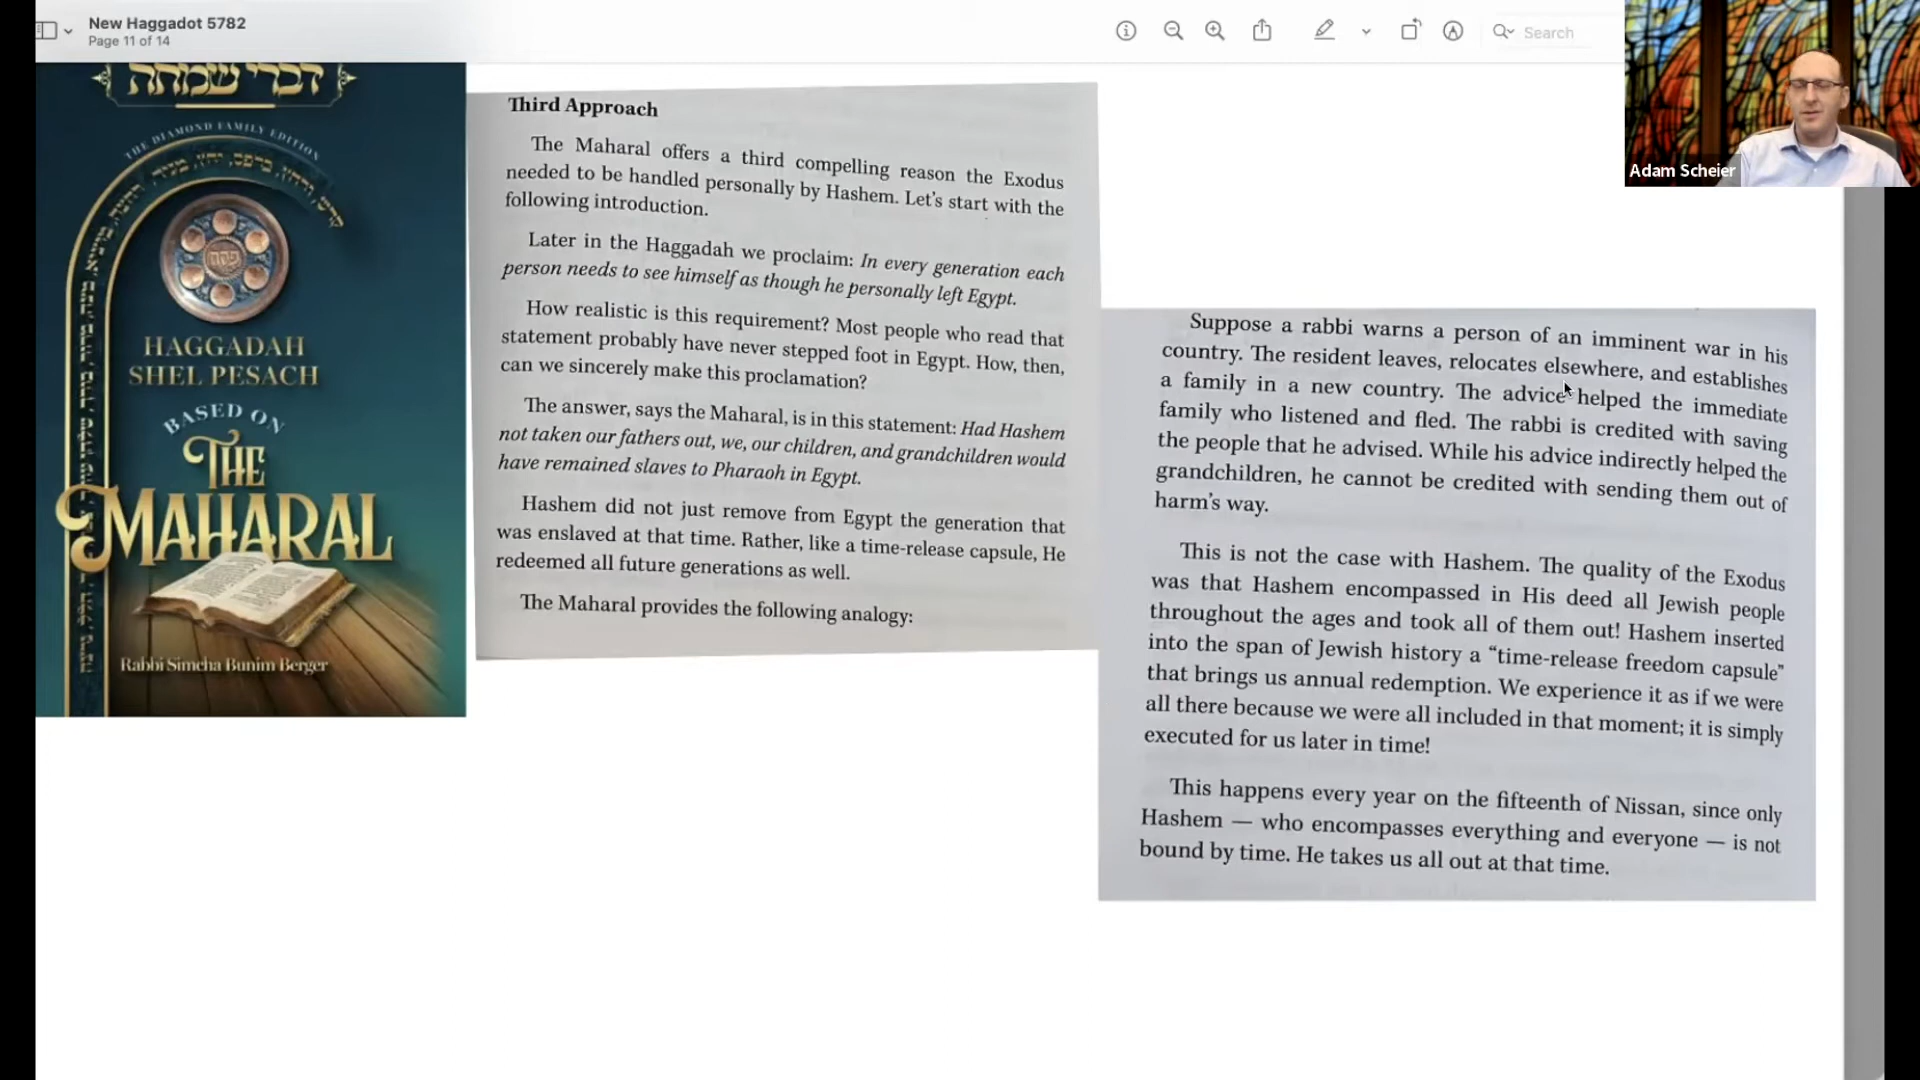 New Haggadot 5782
Page 11 of 14
Search
Adam Scheier
דברי שמחה
THE DIAMOND FAMILY EDITION
HAGGADAH
SHEL PESACH
BASED ON
THE
MAHARAL
Rabbi Simcha Bunim Berger
Third Approach
The Maharal offers a third compelling reason the Exodus
needed to be handled personally by Hashem. Let's start with the
following introduction.
Later in the Haggadah we proclaim: In every generation each
person needs to see himself as though he personally left Egypt.
How realistic is this requirement? Most people who read that
statement probably have never stepped foot in Egypt. How, then,
can we sincerely make this proclamation?
The answer, says the Maharal, is in this statement: Had Hashem
not taken our fathers out, we, our children, and grandchildren would
have remained slaves to Pharaoh in Egypt.
Hashem did not just remove from Egypt the generation that
was enslaved at that time. Rather, like a time-release capsule, He
redeemed all future generations as well.
The Maharal provides the following analogy:
Suppose a rabbi warns a person of an imminent war in his
country. The resident leaves, relocates elsewhere, and establishes
a family in a new country. The advice helped the immediate
family who listened and fled. The rabbi is credited with saving
the people that he advised. While his advice indirectly helped the
grandchildren, he cannot be credited with sending them out of
harm's way.
This is not the case with Hashem. The quality of the Exodus
was that Hashem encompassed in His deed all Jewish people
throughout the ages and took all of them out! Hashem inserted
into the span of Jewish history a “time-release freedom capsule”
that brings us annual redemption. We experience it as if we were
all there because we were all included in that moment; it is simply
executed for us later in time!
This happens every year on the fifteenth of Nissan, since only
Hashem — who encompasses everything and everyone — is not
bound by time. He takes us all out at that time.